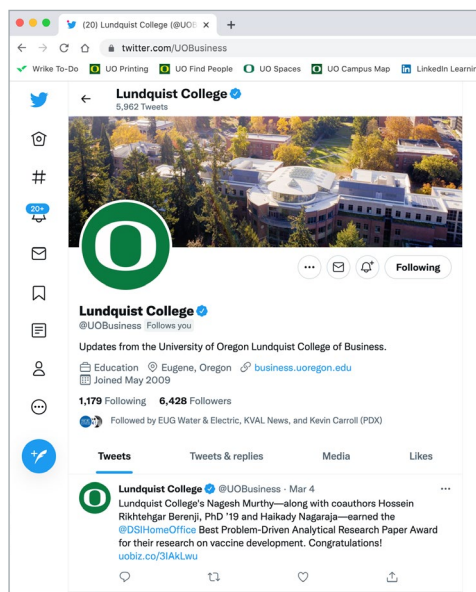 (20) Lundquist College (@UOB
twitter.com/UOBusiness
Wrike To-Do UO Printing UO Find People UO Spaces UO Campus Map LinkedIn Learnin
Lundquist College
5,962 Tweets
20+
Following
Lundquist College
@UOBusiness Follows you
Updates from the University of Oregon Lundquist College of Business.
Education Eugene, Oregon business.uoregon.edu
Joined May 2009
1,179 Following 6,428 Followers
Followed by EUG Water & Electric, KVAL News, and Kevin Carroll (PDX)
Tweets Tweets & replies Media Likes
Lundquist College @UOBusiness · Mar 4
Lundquist College's Nagesh Murthy—along with coauthors Hossein
Rikhtehgar Berenji, PhD '19 and Haikady Nagaraja—earned the
@DSIHomeOffice Best Problem-Driven Analytical Research Paper Award
for their research on vaccine development. Congratulations!
uobiz.co/3IAkLwu